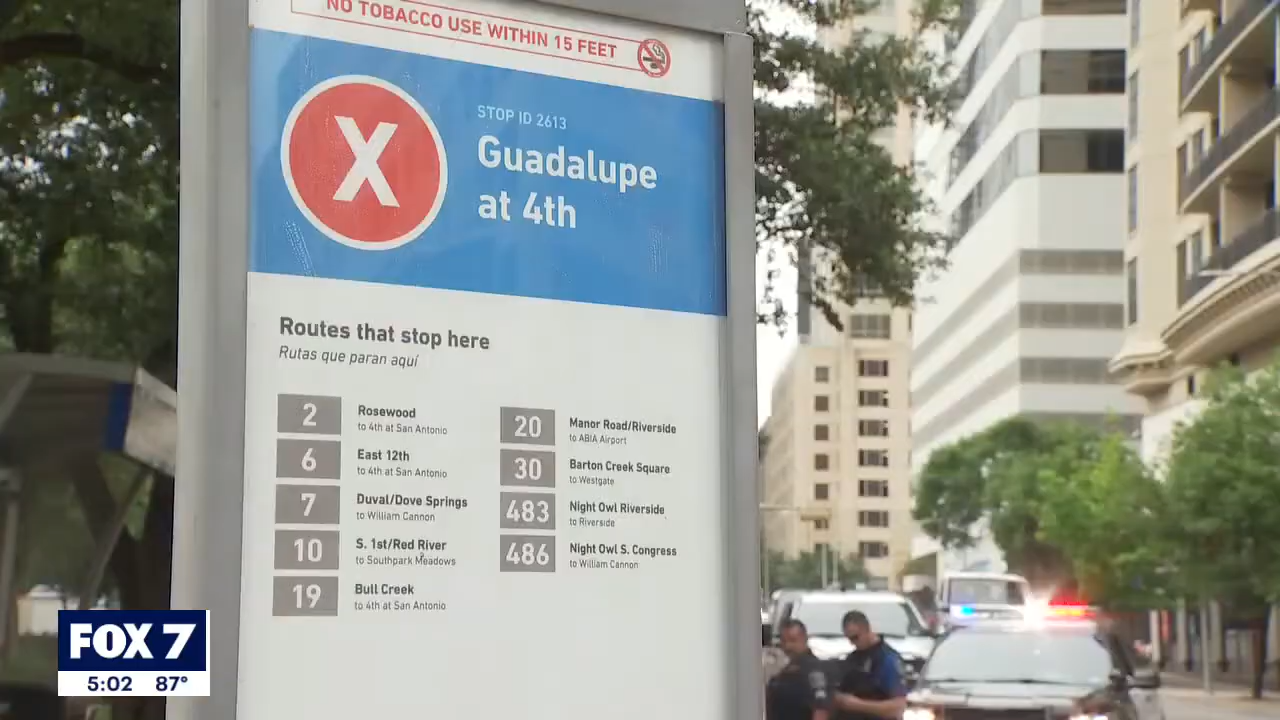 NO TOBACCO USE WITHIN 15 FEET
X
STOP ID 2613
Guadalupe
at 4th
Routes that stop here
Rutas que paran aquí
2 Rosewood
to 4th at San Antonio
6 East 12th
to 4th at San Antonio
7 Duval/Dove Springs
to William Cannon
10 S. 1st/Red River
to Southpark Meadows
19 Bull Creek
to 4th at San Antonio
20 Manor Road/Riverside
to ABIA Airport
30 Barton Creek Square
to Westgate
483 Night Owl Riverside
to Riverside
486 Night Owl S. Congress
to William Cannon
FOX 7
5:02 87°